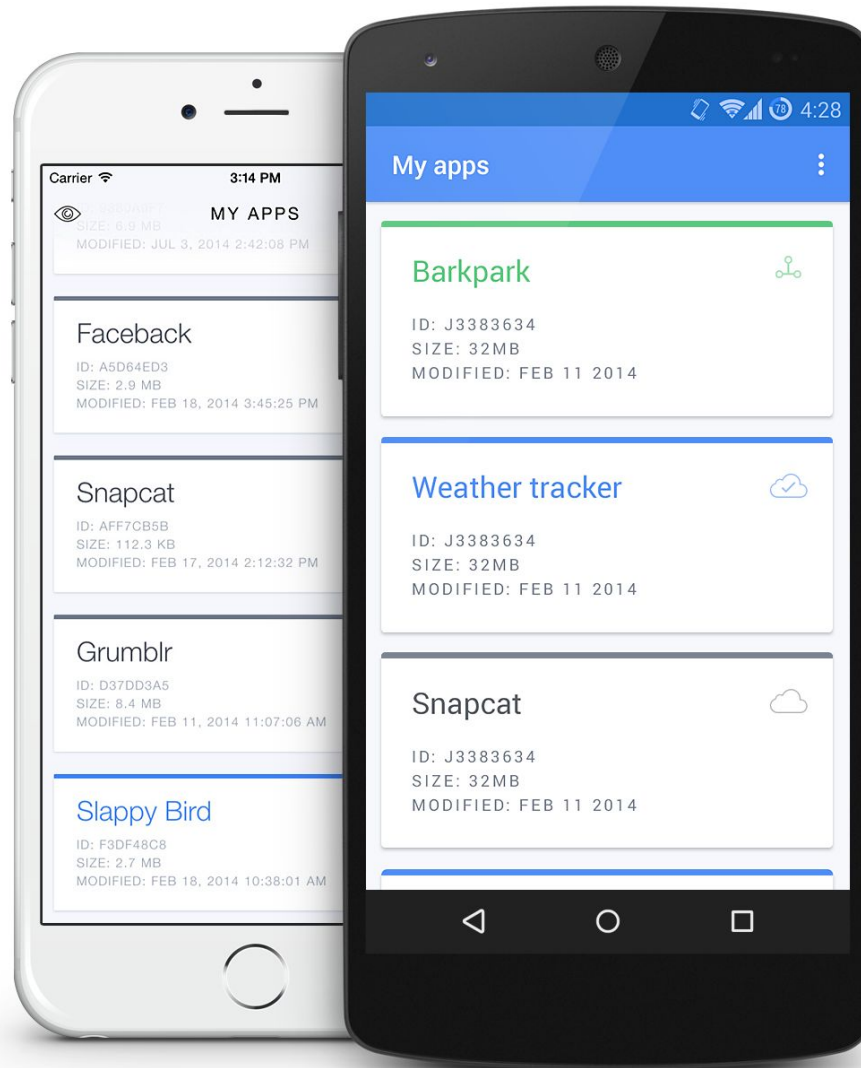 Carrier
3:14 PM
MY APPS
SIZE: 6.9 MB
MODIFIED: JUL 3, 2014 2:42:08 PM
Faceback
ID: A5D64ED3
SIZE: 2.9 MB
MODIFIED: FEB 18, 2014 3:45:25 PM
Snapcat
ID: AFF7CB5B
SIZE: 112.3 KB
MODIFIED: FEB 17, 2014 2:12:32 PM
Grumblr
ID: D37DD3A5
SIZE: 8.4 MB
MODIFIED: FEB 11, 2014 11:07:06 AM
Slappy Bird
ID: F3DF48C8
SIZE: 2.7 MB
MODIFIED: FEB 18, 2014 10:38:01 AM
78 4:28
My apps
Barkpark
ID: J3383634
SIZE: 32MB
MODIFIED: FEB 11 2014
Weather tracker
ID: J3383634
SIZE: 32MB
MODIFIED: FEB 11 2014
Snapcat
ID: J3383634
SIZE: 32MB
MODIFIED: FEB 11 2014